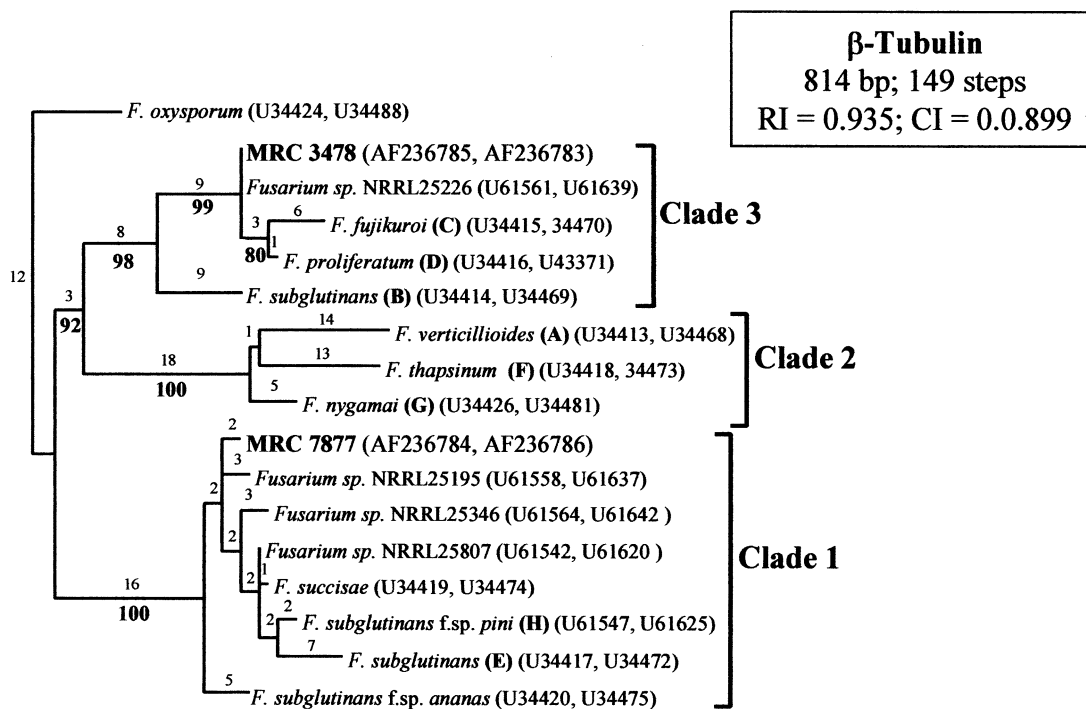 β-Tubulin
814 bp; 149 steps
RI = 0.935; CI = 0.0.899
12
F. oxysporum (U34424, U34488)
MRC 3478 (AF236785, AF236783)
9
99
Fusarium sp. NRRL25226 (U61561, U61639)
Clade 3
3
6
F. fujikuroi (C) (U34415, 34470)
8
98
80
1
F. proliferatum (D) (U34416, U43371)
9
F. subglutinans (B) (U34414, U34469)
3
92
1
14
F. verticillioides (A) (U34413, U34468)
18
100
13
F. thapsinum (F) (U34418, 34473)
Clade 2
5
F. nygamai (G) (U34426, U34481)
2
MRC 7877 (AF236784, AF236786)
3
Fusarium sp. NRRL25195 (U61558, U61637)
2
3
Fusarium sp. NRRL25346 (U61564, U61642 )
2
Fusarium sp. NRRL25807 (U61542, U61620 )
Clade 1
16
100
2
1
F. succisae (U34419, U34474)
2
2
F. subglutinans f.sp. pini (H) (U61547, U61625)
7
F. subglutinans (E) (U34417, U34472)
5
F. subglutinans f.sp. ananas (U34420, U34475)